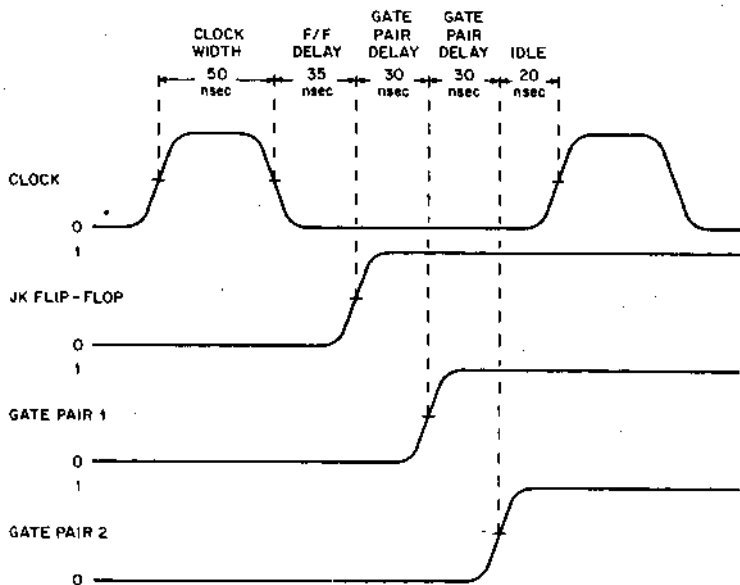 CLOCK WIDTH
50 nsec
F/F DELAY
35 nsec
GATE PAIR DELAY
30 nsec
GATE PAIR DELAY
30 nsec
IDLE
20 nsec
CLOCK
0
1
JK FLIP-FLOP
0
1
GATE PAIR 1
0
1
GATE PAIR 2
0